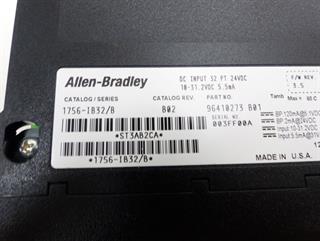 Allen-Bradley
DC INPUT 32 PT 24VDC
10-31.2VDC 5.5mA
F/W REV.
3.5
CATALOG / SERIES
CATALOG REV.
Tamb
Max = 60 C
1756-IB32/B
B02
96410273 B01
SERIAL NO
003FF00A
*ST3AB2CA*
*1756-IB32/B*
BP:120mA@5.1VDC
BP:2mA@24VDC
Input:10-31.2VDC
Input:5.5mA@31V
MADE IN U.S.A.